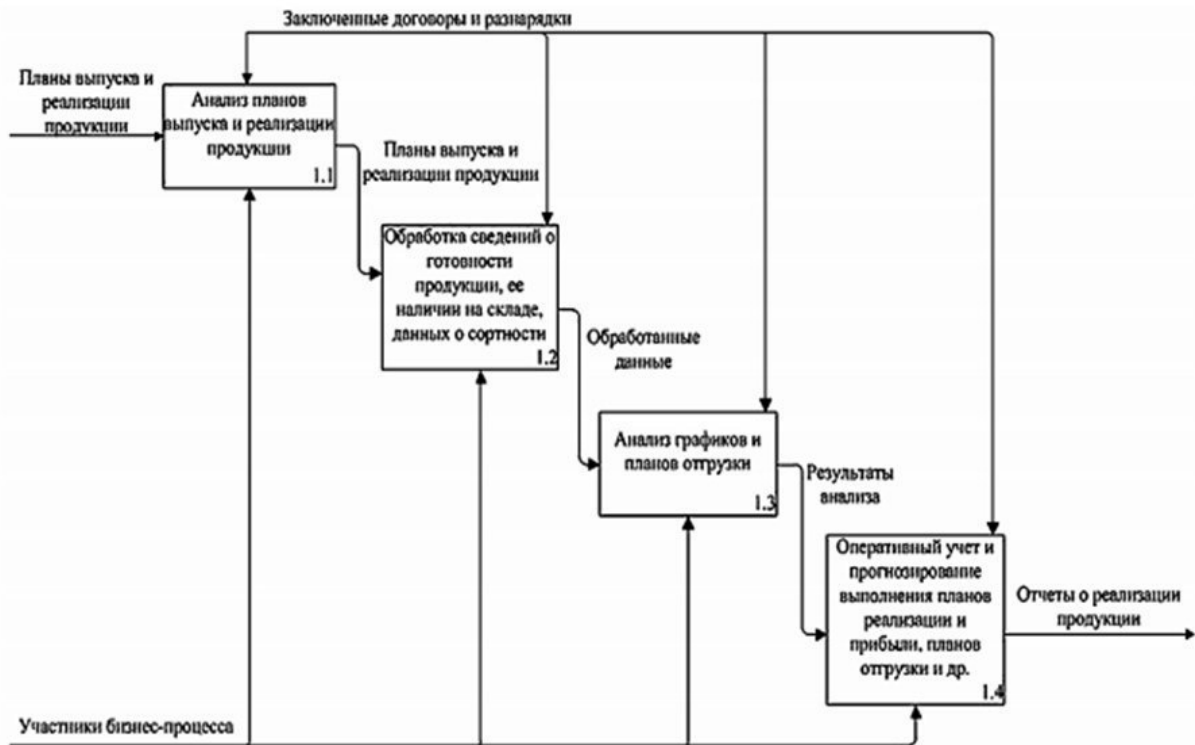 Заключенные договоры и разнарядки
Планы выпуска и
реализации
продукции
Анализ планов
выпуска и реализации
продукции
1.1
Планы выпуска и
реализации продукции
Обработка сведений о
готовности
продукции, ее
наличии на складе,
данных о сортности
1.2
Обработанные
данные
Анализ графиков и
планов отгрузки
1.3
Результаты
анализа
Оперативный учет и
прогнозирование
выполнения планов
реализации и
прибыли, планов
отгрузки и др.
1.4
Отчеты о реализации
продукции
Участники бизнес-процесса